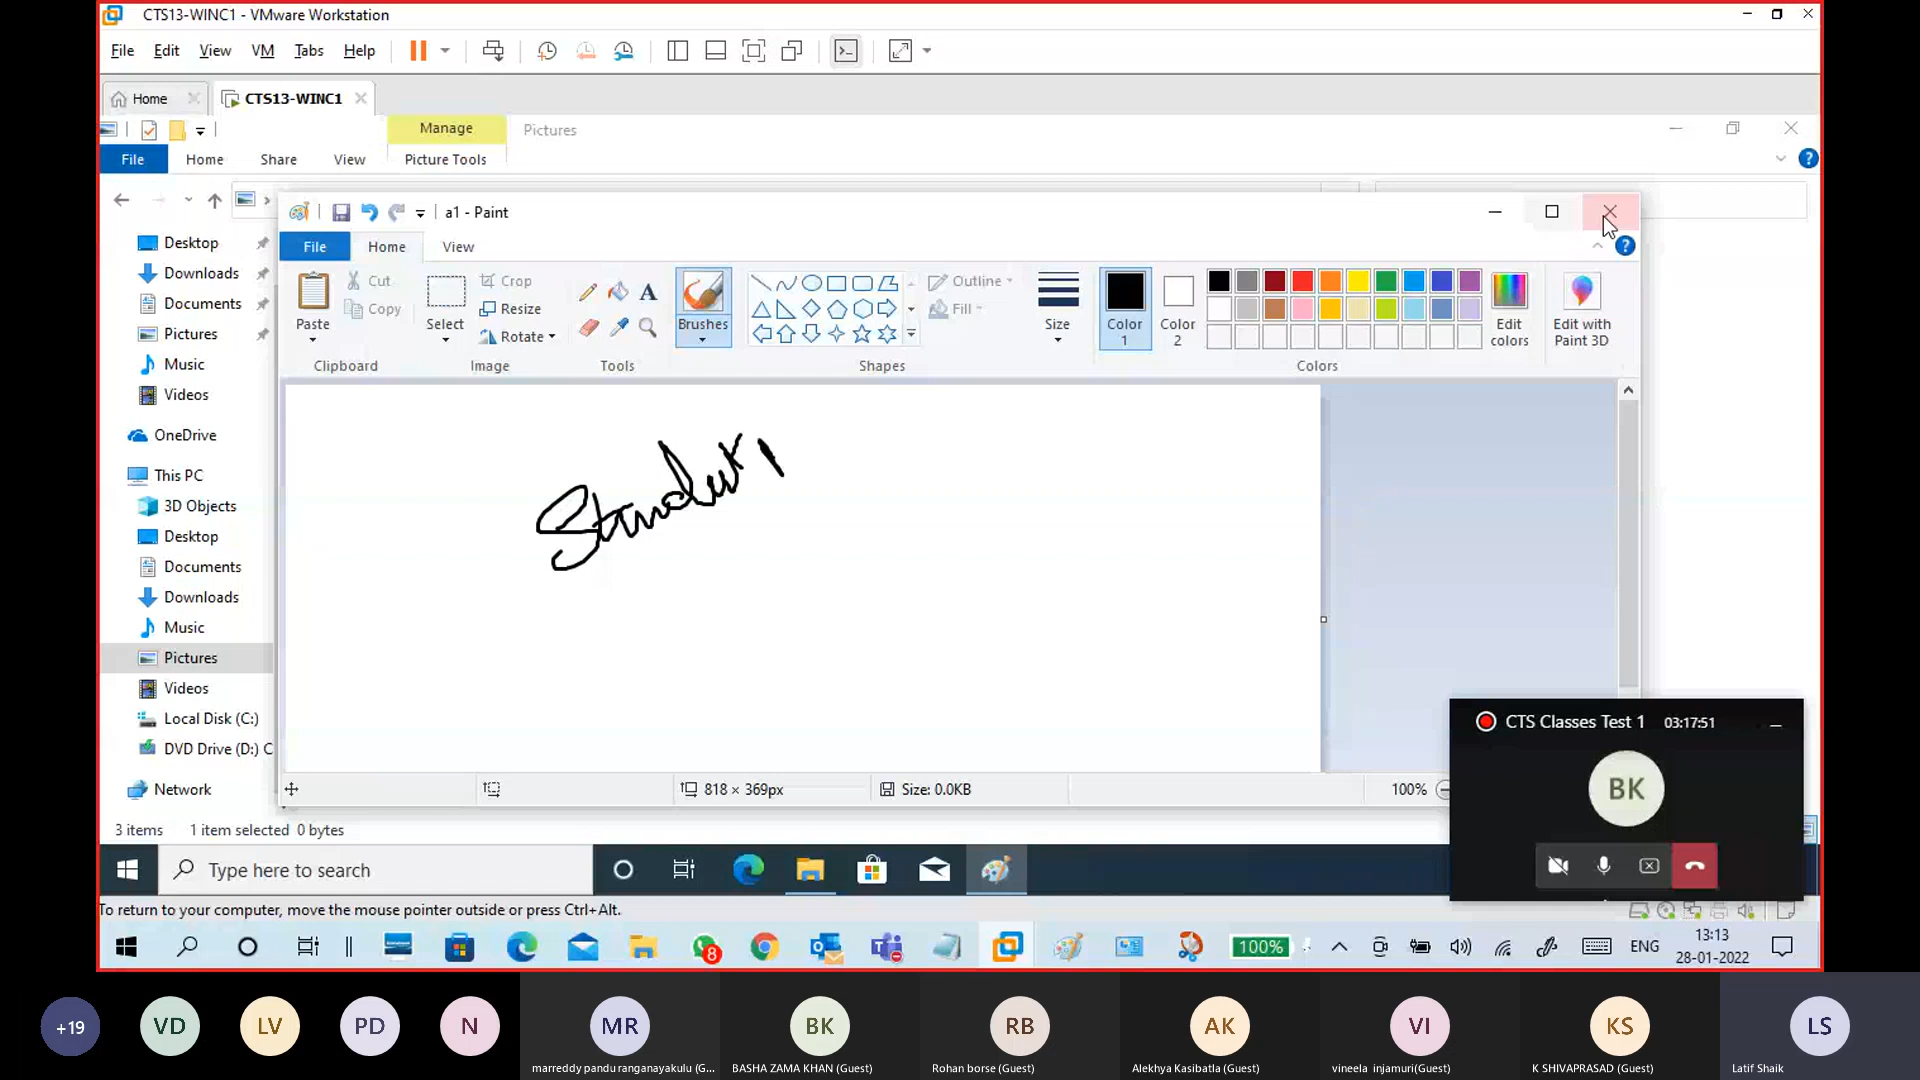 CTS13-WINC1 - VMware Workstation
File Edit View VM Tabs Help
Home CTS13-WINC1
Manage Pictures
File Home Share View Picture Tools
a1 - Paint
File Home View
Desktop
Downloads
Documents
Pictures
Music
Videos
OneDrive
This PC
3D Objects
Desktop
Documents
Downloads
Music
Pictures
Videos
Local Disk (C:)
DVD Drive (D:) C
Network
Paste
Cut
Copy
Clipboard
Select
Crop
Resize
Rotate
Image
A
Tools
Brushes
Outline
Fill
Shapes
Size
Color 1
Color 2
Edit colors
Edit with Paint 3D
Colors
818 × 369px Size: 0.0KB 100%
3 items 1 item selected 0 bytes
CTS Classes Test 1 03:17:51
BK
Type here to search
To return to your computer, move the mouse pointer outside or press Ctrl+Alt.
8 100% ENG 13:13
28-01-2022
+19 VD LV PD N MR BK RB AK VI KS LS
marreddy pandu ranganayakulu (G... BASHA ZAMA KHAN (Guest) Rohan borse (Guest) Alekhya Kasibatla (Guest) vineela injamuri(Guest) K SHIVAPRASAD (Guest) Latif Shaik